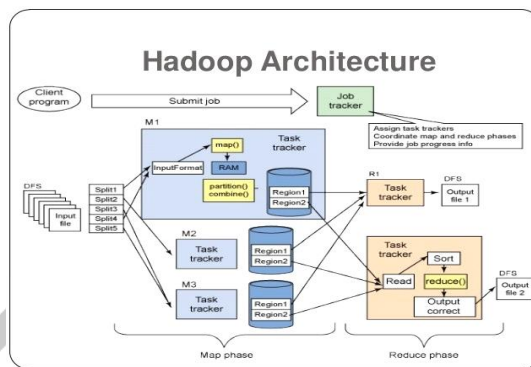 Hadoop Architecture
Client
program
Submit job
Job
tracker
Assign task trackers
Coordinate map and reduce phases
Provide job progress info
M1
map()
Task
tracker
InputFormat
RAM
partition()
combine()
Region1
Region2
DFS
Input
file
Split1
Split2
Split3
Split4
Split5
M2
Task
tracker
Region1
Region2
M3
Task
tracker
Region1
Region2
R1
Task
tracker
DFS
Output
file 1
Task
tracker
Sort
Read
reduce()
Output
correct
DFS
Output
file 2
Map phase
Reduce phase